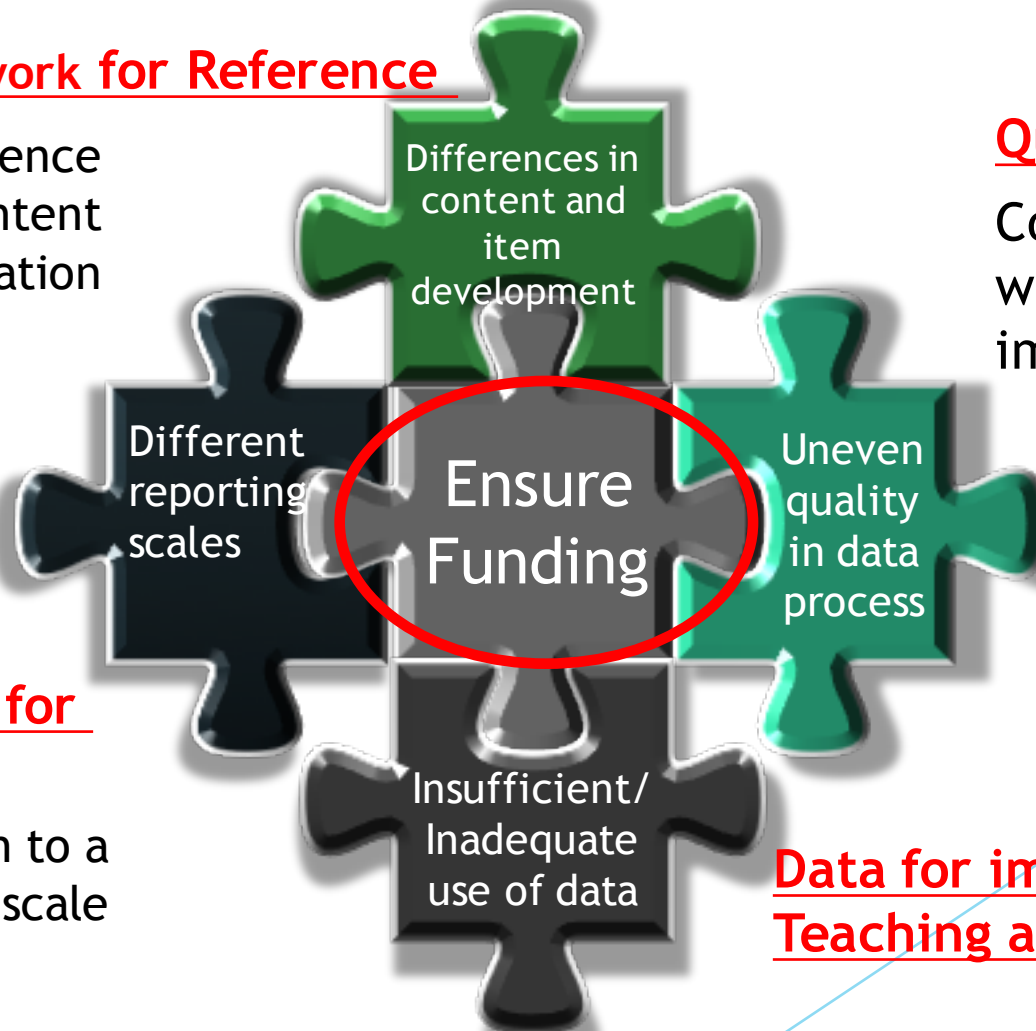 work for Reference
Differences in
content and
item
development
ence
ntent
ation
Co
w
im
Different
reporting
scales
Ensure
Funding
Uneven
quality
in data
process
for
n to a
scale
Insufficient/
Inadequate
use of data
Data for im
Teaching a